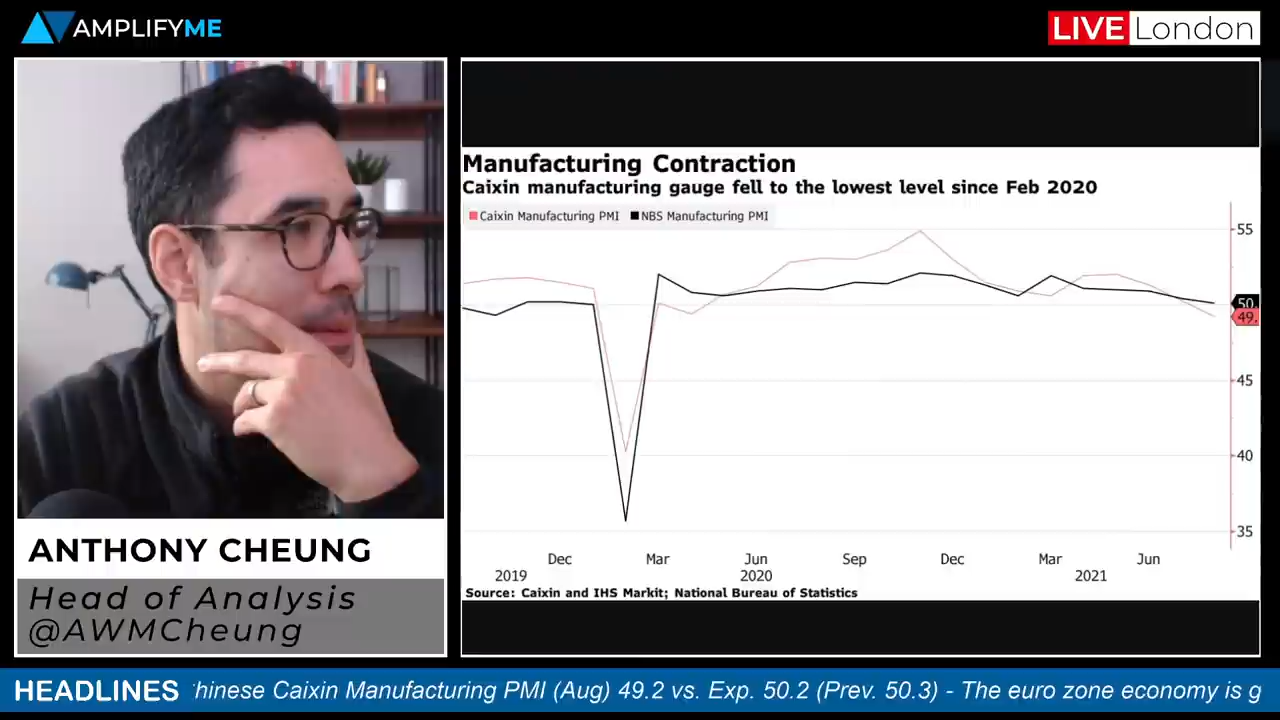 AMPLIFYME
LIVE London
Manufacturing Contraction
Caixin manufacturing gauge fell to the lowest level since Feb 2020
Caixin Manufacturing PMI NBS Manufacturing PMI
55
50.
49.
45
40
35
Dec Mar Jun Sep Dec Mar Jun
2019 2020 2021
Source: Caixin and IHS Markit; National Bureau of Statistics
ANTHONY CHEUNG
Head of Analysis
@AWMCheung
HEADLINES hinese Caixin Manufacturing PMI (Aug) 49.2 vs. Exp. 50.2 (Prev. 50.3) - The euro zone economy is g